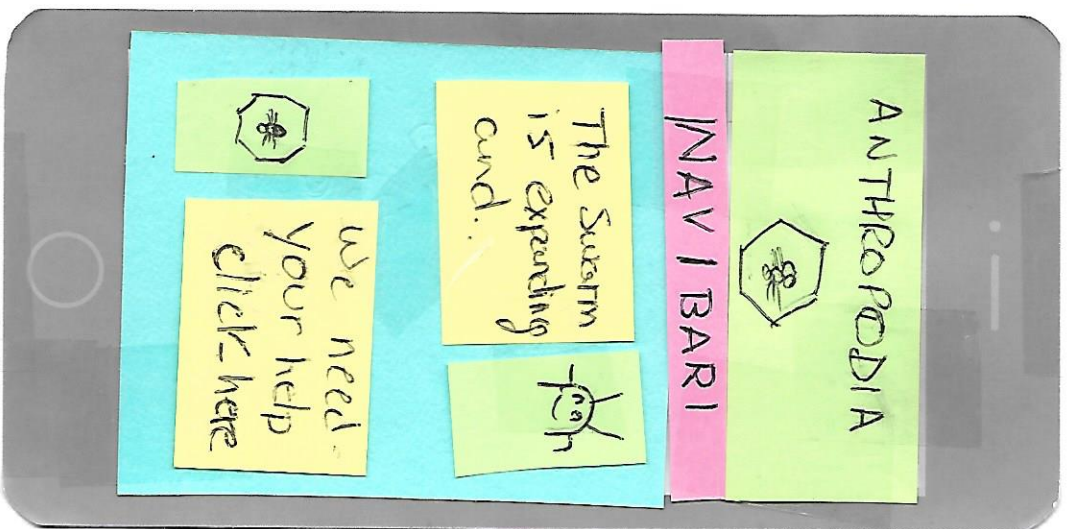 ANTHROPODIA
|NAV | BAR|
The Swarm
is expanding
and.
We need
your help
click here